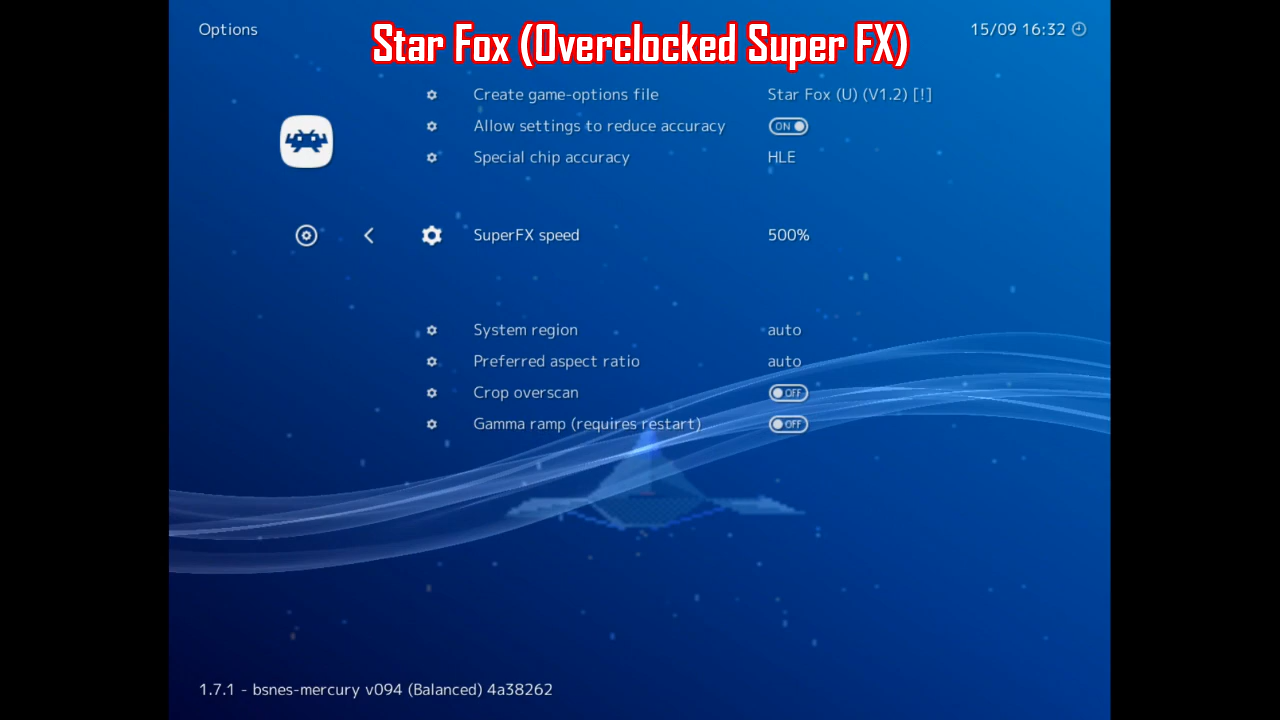 Options
Star Fox (Overclocked Super FX)
15/09 16:32
Create game-options file Star Fox (U) (V1.2) [!]
Allow settings to reduce accuracy ON
Special chip accuracy HLE
SuperFX speed 500%
System region auto
Preferred aspect ratio auto
Crop overscan OFF
Gamma ramp (requires restart) OFF
1.7.1 - bsnes-mercury v094 (Balanced) 4a38262